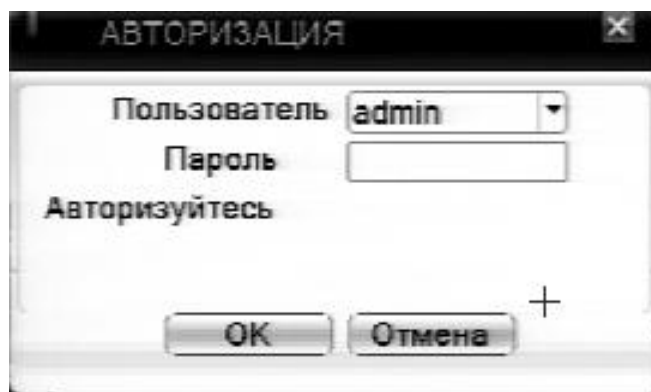 АВТОРИЗАЦИЯ
Пользователь admin
Пароль
Авторизуйтесь
OK Отмена